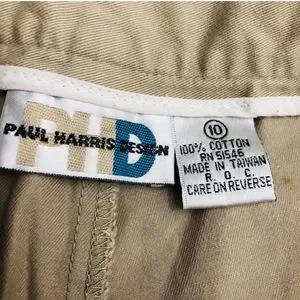 PHD
PAUL HARRIS DESIGN
10
100% COTTON
RN 51546
MADE IN TAIWAN
R. O. C.
CARE ON REVERSE